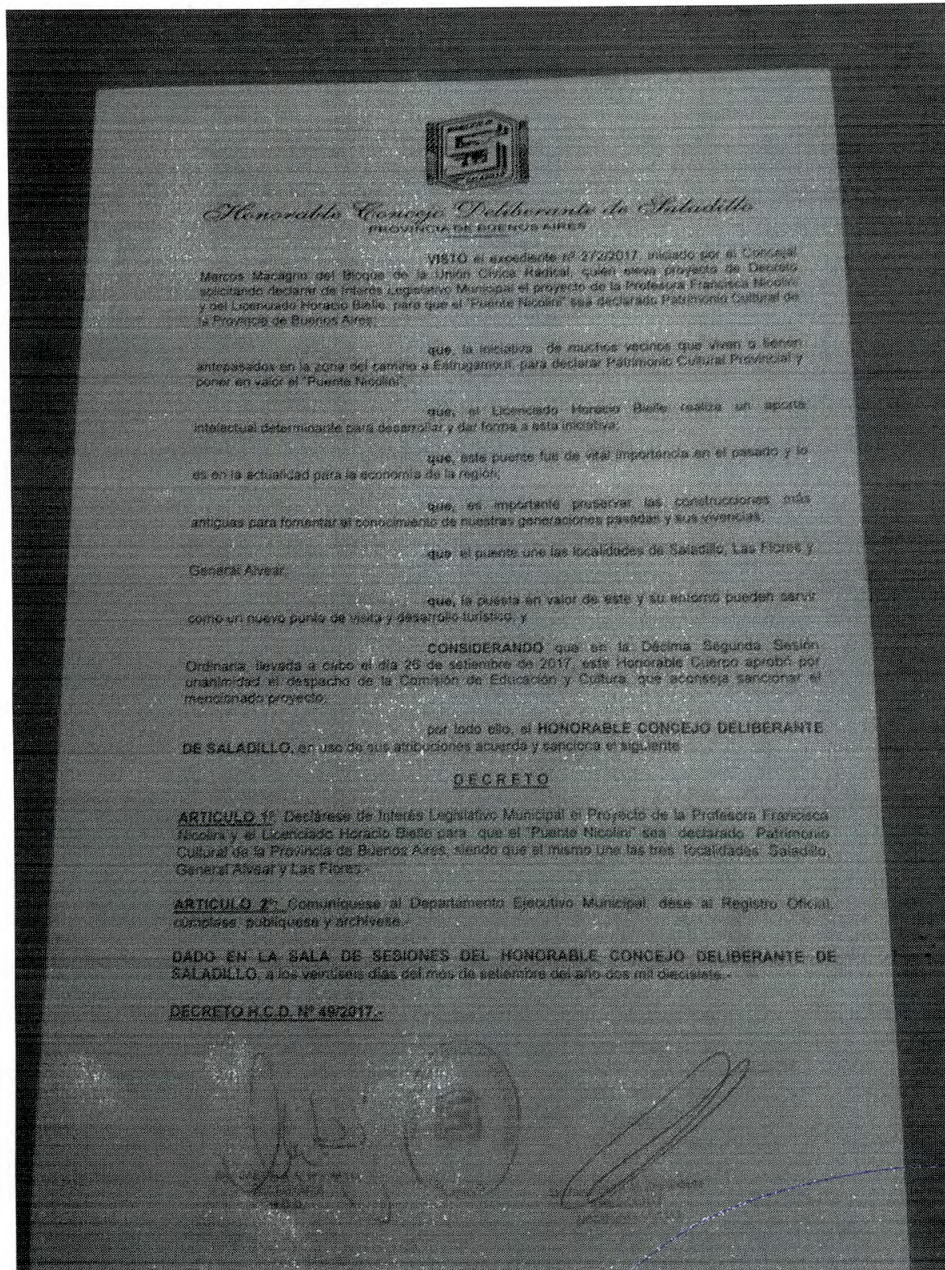 Honorable Concejo Deliberante de Saladillo
PROVINCIA DE BUENOS AIRES
VISTO el expediente nº 272/2017, iniciado por el Concejal
Marcos Macagno del Bloque de la Unión Cívica Radical, quien eleva proyecto de Decreto
solicitando declarar de Interés Legislativo Municipal el proyecto de la Profesora Francisca Nicolini
y del Licenciado Horacio Bielle, para que el "Puente Nicolini" sea declarado Patrimonio Cultural de
la Provincia de Buenos Aires;
que, la iniciativa de muchos vecinos que viven o tienen
antepasados en la zona del camino a Estrugamou, para declarar Patrimonio Cultural Provincial y
poner en valor el "Puente Nicolini";
que, el Licenciado Horacio Bielle realiza un aporte
intelectual determinante para desarrollar y dar forma a esta iniciativa;
que, este puente fue de vital importancia en el pasado y lo
es en la actualidad para la economía de la región;
que, es importante preservar las construcciones más
antiguas para fomentar el conocimiento de nuestras generaciones pasadas y sus vivencias;
que, el puente une las localidades de Saladillo, Las Flores y
General Alvear;
que, la puesta en valor de este y su entorno pueden servir
como un nuevo punto de visita y desarrollo turístico; y
CONSIDERANDO que en la Décima Segunda Sesión
Ordinaria, llevada a cabo el día 26 de setiembre de 2017, este Honorable Cuerpo aprobó por
unanimidad el despacho de la Comisión de Educación y Cultura, que aconseja sancionar el
mencionado proyecto;
por todo ello, el HONORABLE CONCEJO DELIBERANTE
DE SALADILLO, en uso de sus atribuciones acuerda y sanciona el siguiente
DECRETO
ARTICULO 1º: Declárese de Interés Legislativo Municipal el Proyecto de la Profesora Francisca
Nicolini y el Licenciado Horacio Bielle para que el "Puente Nicolini" sea declarado Patrimonio
Cultural de la Provincia de Buenos Aires, siendo que el mismo une las tres localidades Saladillo,
General Alvear y Las Flores.-
ARTICULO 2º: Comuníquese al Departamento Ejecutivo Municipal, dése al Registro Oficial,
cúmplase, publíquese y archívese.-
DADO EN LA SALA DE SESIONES DEL HONORABLE CONCEJO DELIBERANTE DE
SALADILLO, a los veintiséis días del mes de setiembre del año dos mil diecisiete.-
DECRETO H.C.D. Nº 49/2017.-